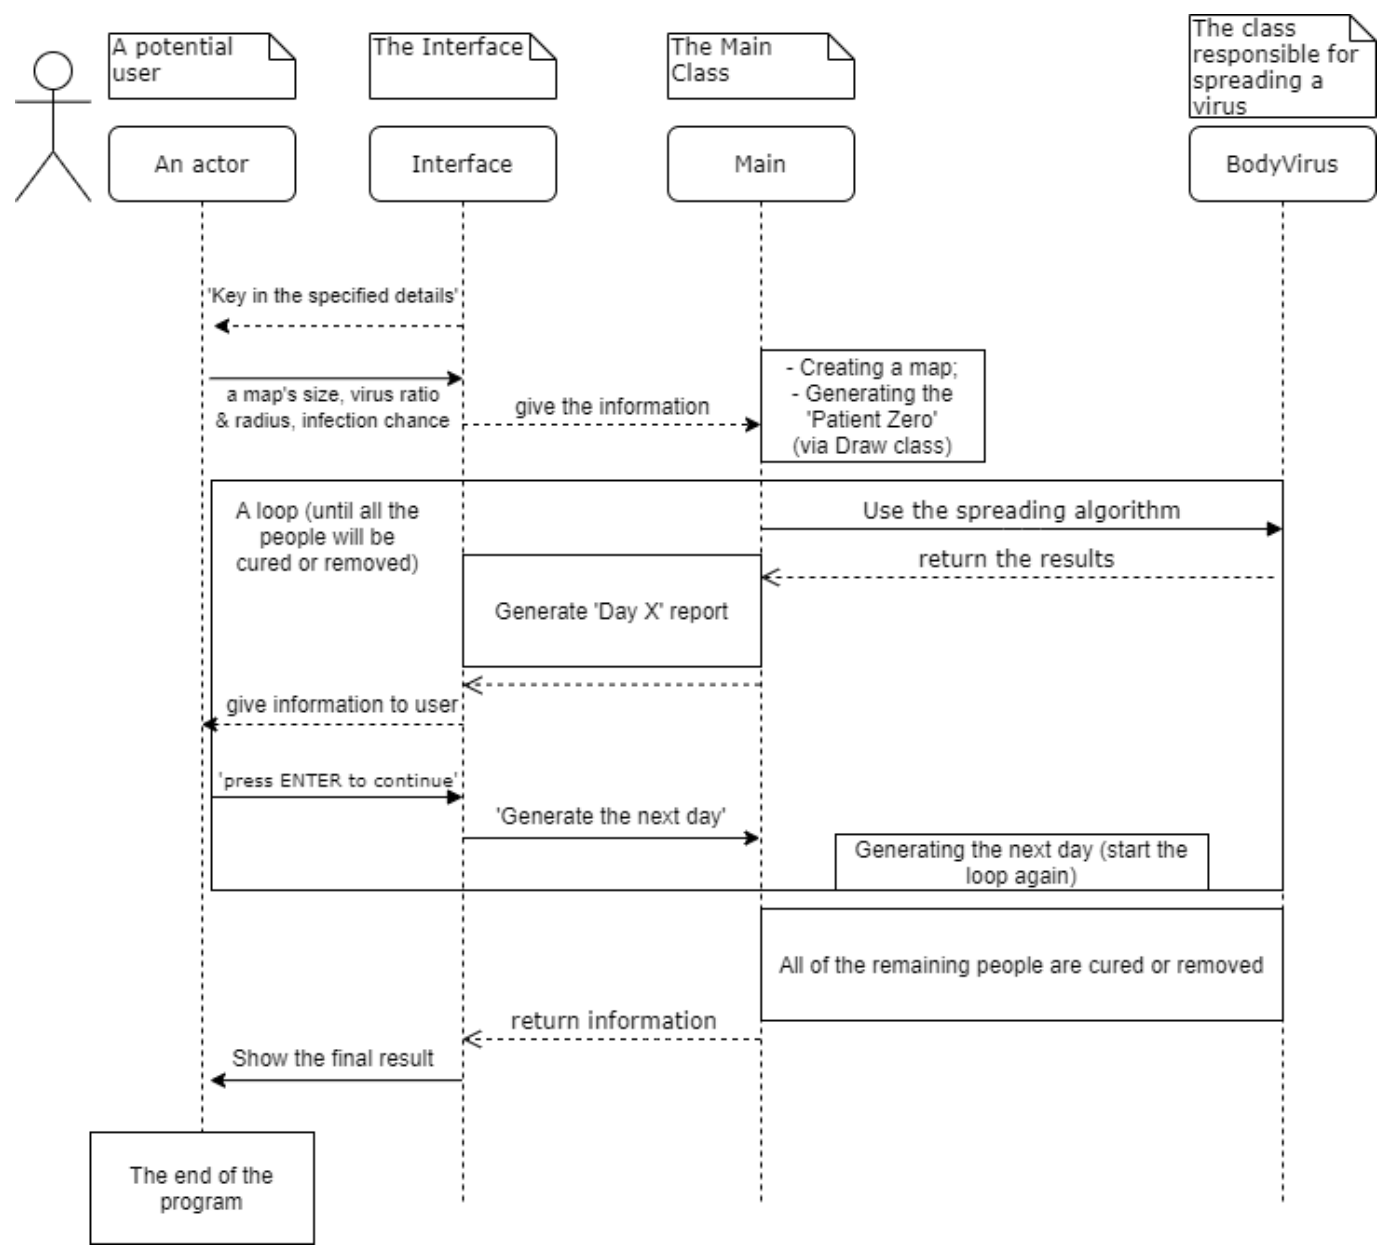 A potential
user
The Interface
The Main
Class
The class
responsible for
spreading a
virus
An actor
Interface
Main
BodyVirus
'Key in the specified details'
a map's size, virus ratio
& radius, infection chance
give the information
- Creating a map;
- Generating the
'Patient Zero'
(via Draw class)
A loop (until all the
people will be
cured or removed)
Use the spreading algorithm
return the results
Generate 'Day X' report
give information to user
'press ENTER to continue'
'Generate the next day'
Generating the next day (start the
loop again)
All of the remaining people are cured or removed
return information
Show the final result
The end of the
program